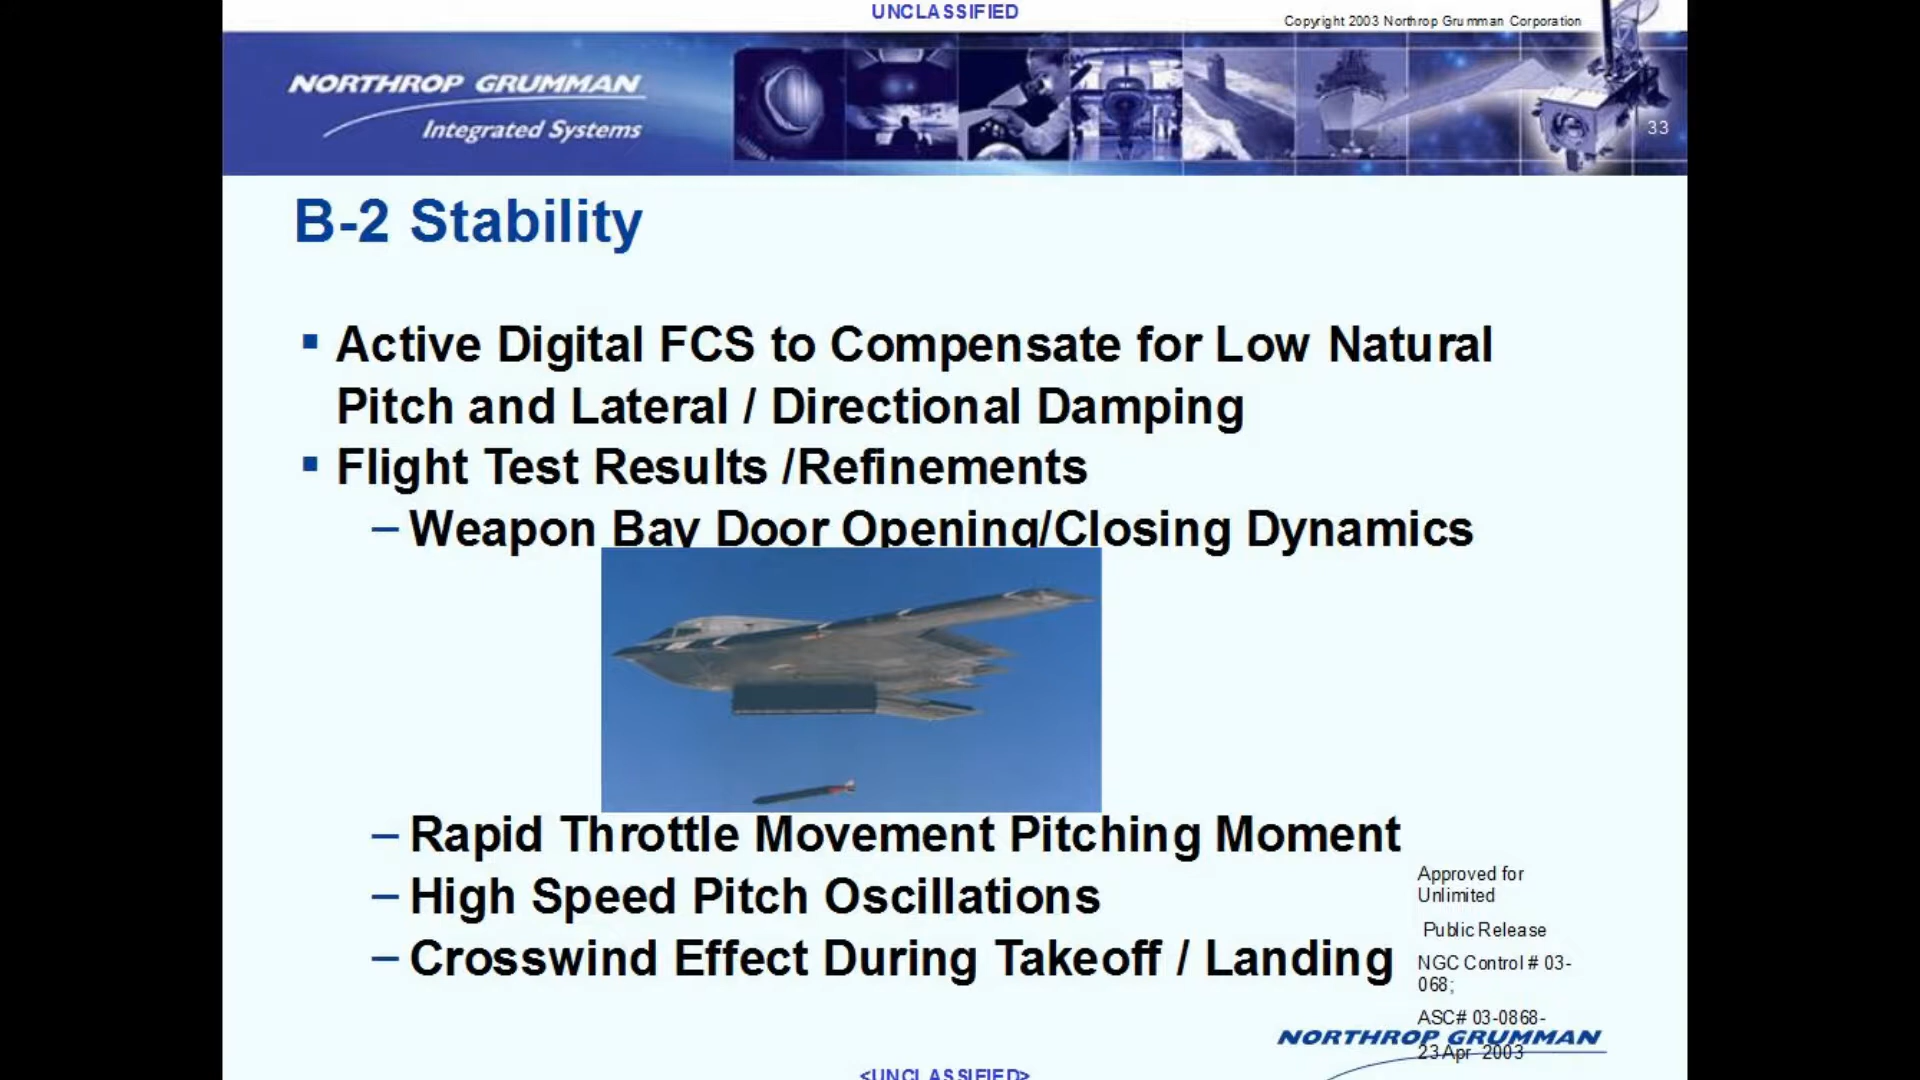 UNCLASSIFIED
Copyright 2003 Northrop Grumman Corporation
NORTHROP GRUMMAN
Integrated Systems
33
B-2 Stability
▪ Active Digital FCS to Compensate for Low Natural
Pitch and Lateral / Directional Damping
▪ Flight Test Results /Refinements
– Weapon Bay Door Opening/Closing Dynamics
– Rapid Throttle Movement Pitching Moment
– High Speed Pitch Oscillations
– Crosswind Effect During Takeoff / Landing
Approved for
Unlimited
Public Release
NGC Control # 03-
068;
ASC# 03-0868-
NORTHROP GRUMMAN
23 Apr 2003
<UNCLASSIFIED>